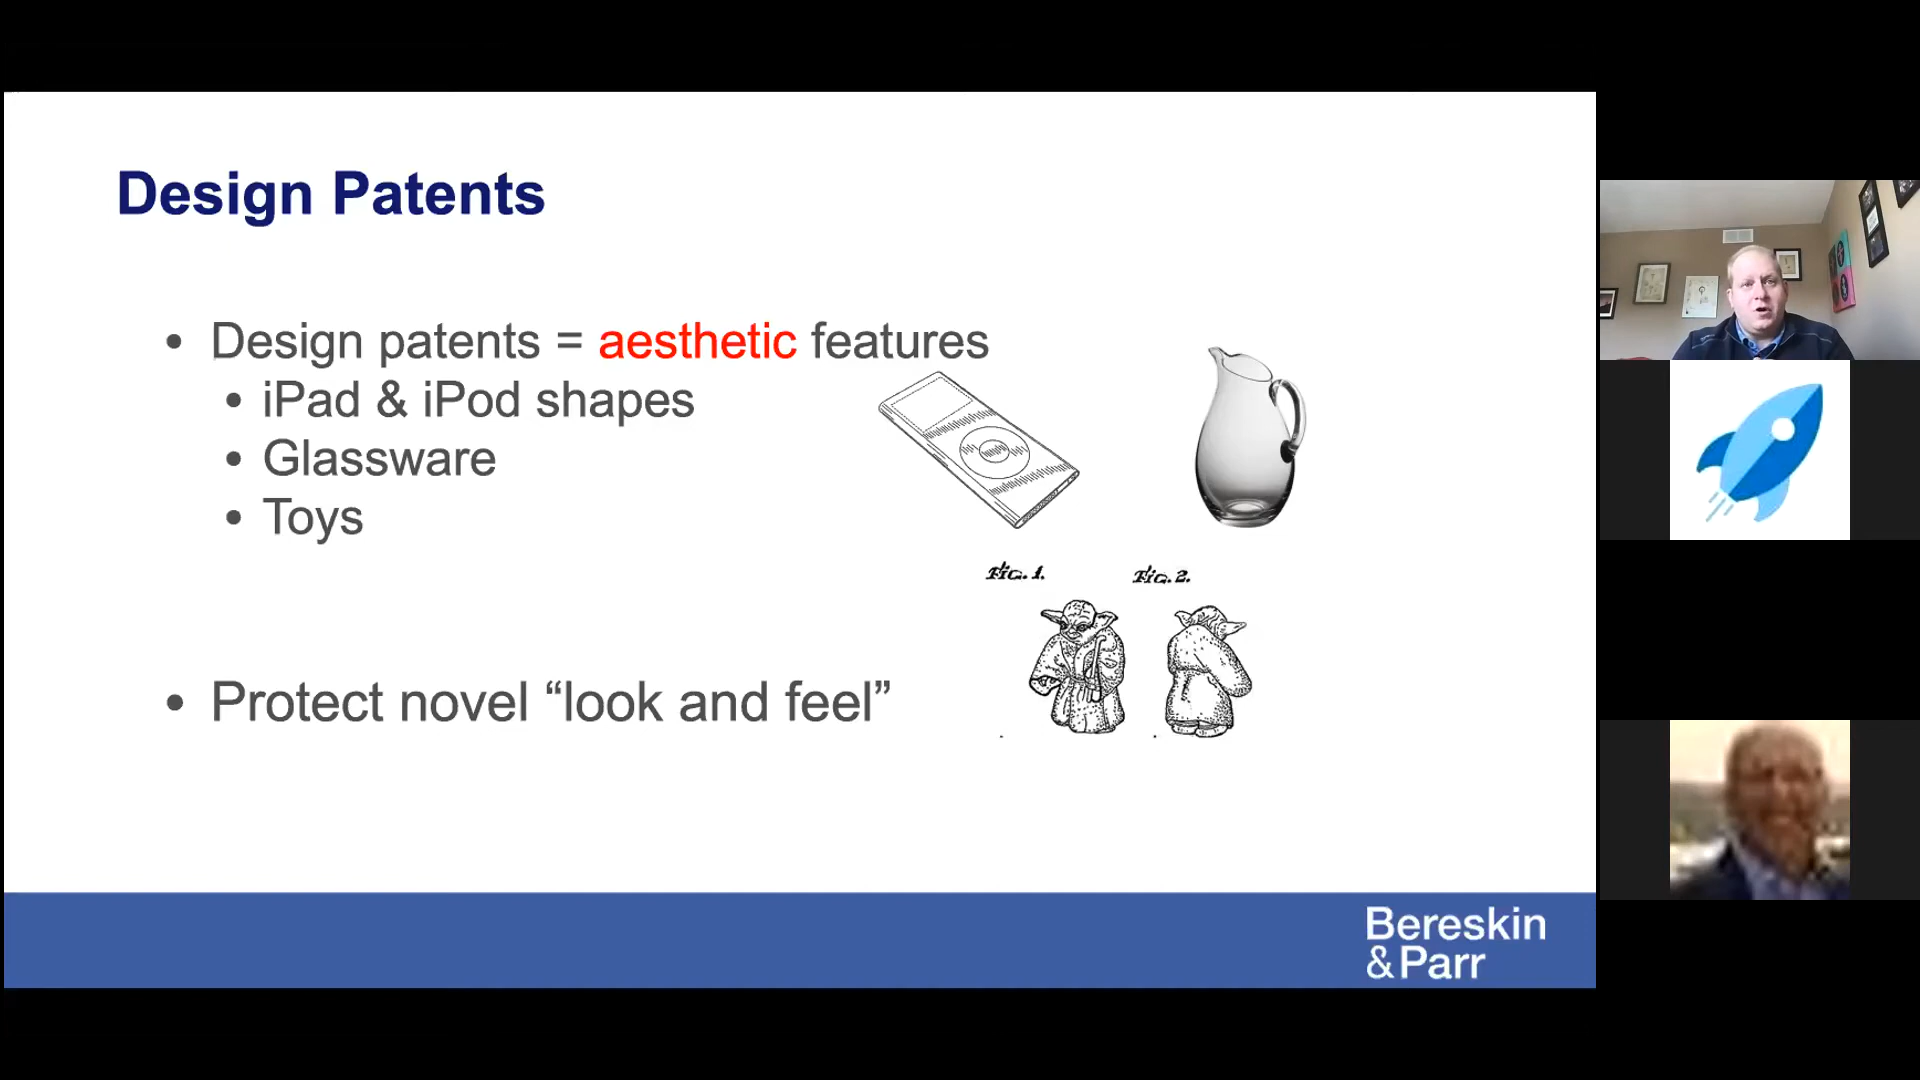 Design Patents
• Design patents = aesthetic features
• iPad & iPod shapes
• Glassware
• Toys
Fig. 1.
Fig. 2.
• Protect novel “look and feel”
Bereskin
& Parr